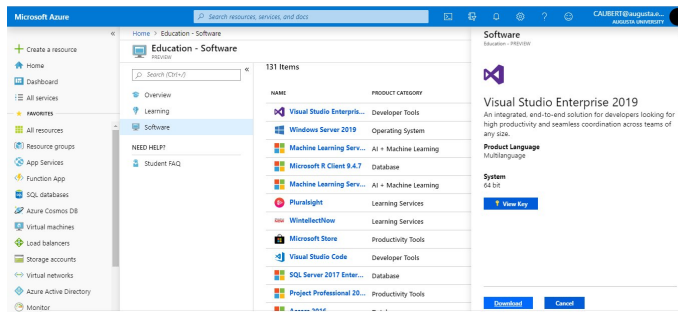 Microsoft Azure
Search resources, services, and docs
CALIBERT@augusta.e...
AUGUSTA UNIVERSITY
Create a resource
Home
Dashboard
All services
FAVORITES
All resources
Resource groups
App Services
Function App
SQL databases
Azure Cosmos DB
Virtual machines
Load balancers
Storage accounts
Virtual networks
Azure Active Directory
Monitor
Home > Education - Software
Education - Software
PREVIEW
Search (Ctrl+/)
Overview
Learning
Software
NEED HELP?
Student FAQ
131 Items
NAME PRODUCT CATEGORY
Visual Studio Enterpris... Developer Tools
Windows Server 2019 Operating System
Machine Learning Serv... AI + Machine Learning
Microsoft R Client 9.4.7 Database
Machine Learning Serv... AI + Machine Learning
Pluralsight Learning Services
WintellectNow Learning Services
Microsoft Store Productivity Tools
Visual Studio Code Developer Tools
SQL Server 2017 Enter... Database
Project Professional 20... Productivity Tools
Access 2016
Software
Education - PREVIEW
Visual Studio Enterprise 2019
An integrated, end-to-end solution for developers looking for
high productivity and seamless coordination across teams of
any size.
Product Language
Multilanguage
System
64 bit
View Key
Download Cancel